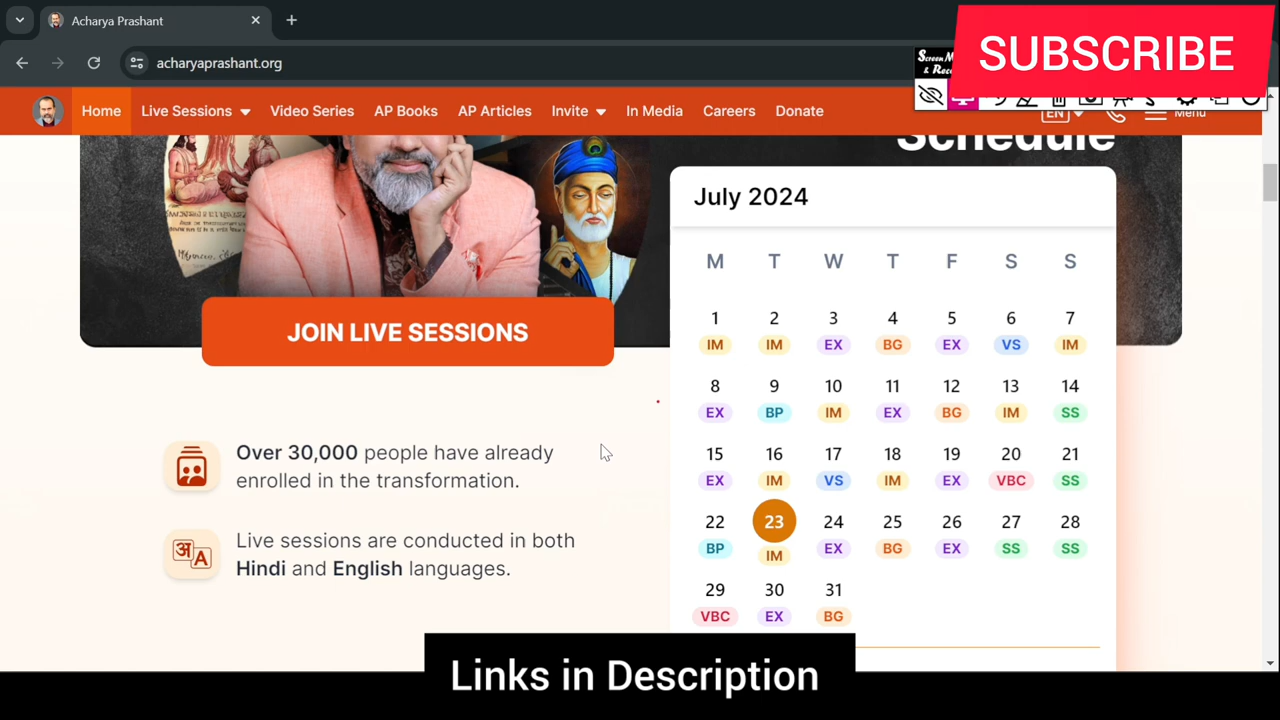 Acharya Prashant
acharyaprashant.org
SUBSCRIBE
Home Live Sessions Video Series AP Books AP Articles Invite In Media Careers Donate EN Menu
Schedule
July 2024
M T W T F S S
1 2 3 4 5 6 7
IM IM EX BG EX VS IM
8 9 10 11 12 13 14
EX BP IM EX BG IM SS
15 16 17 18 19 20 21
EX IM VS IM EX VBC SS
22 23 24 25 26 27 28
BP IM EX BG EX SS SS
29 30 31
VBC EX BG
JOIN LIVE SESSIONS
Over 30,000 people have already
enrolled in the transformation.
अ A
Live sessions are conducted in both
Hindi and English languages.
Links in Description